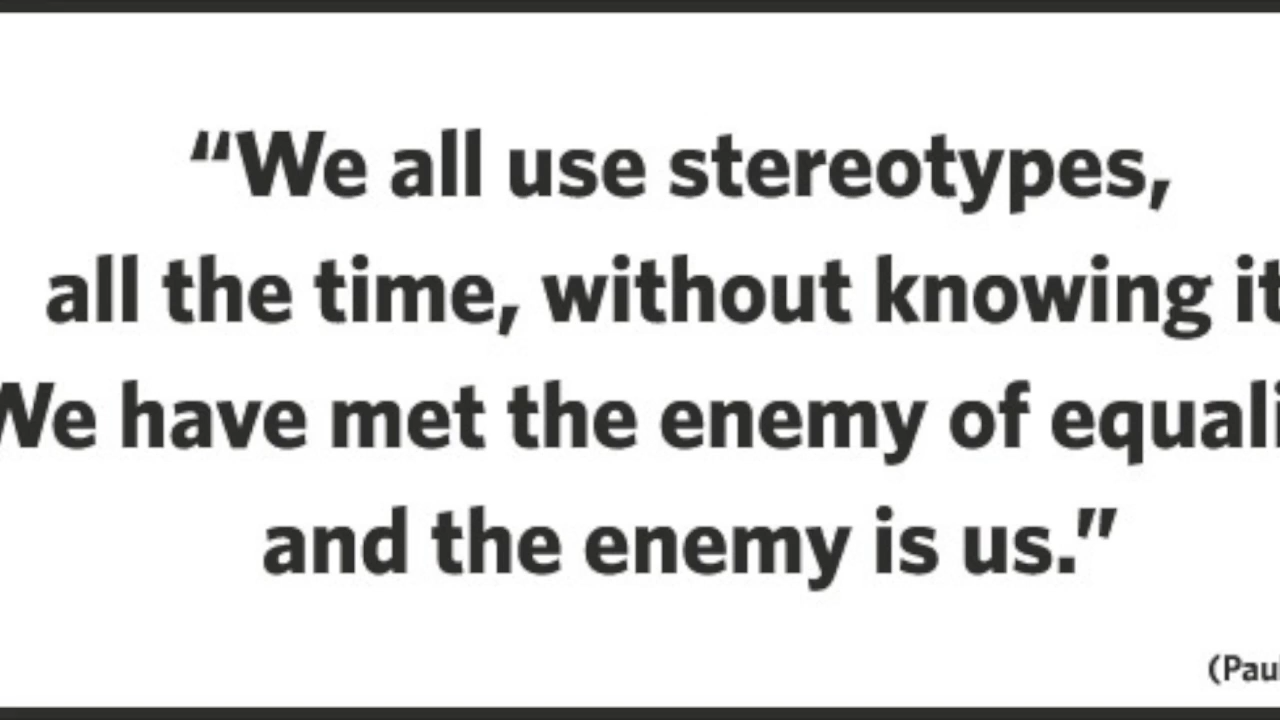 “We all use stereotypes,
all the time, without knowing it
We have met the enemy of equali
and the enemy is us.”
(Paul